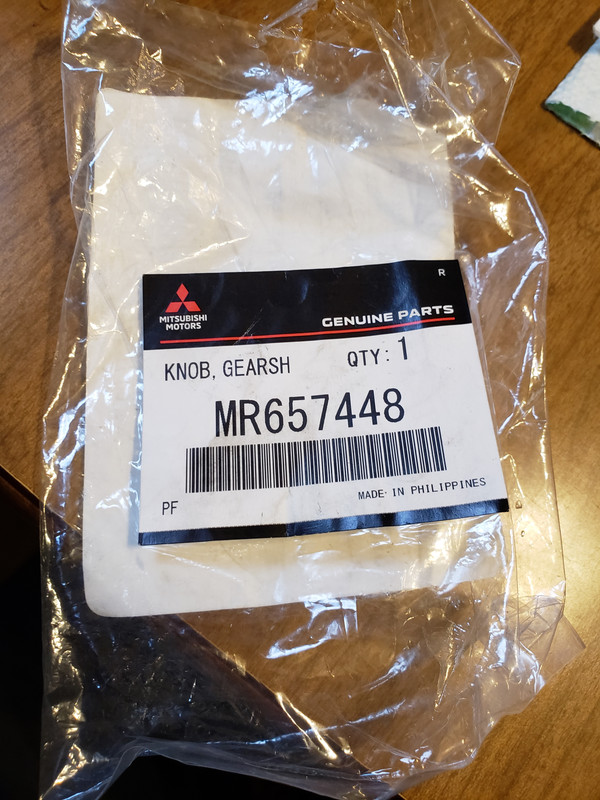 R
MITSUBISHI
MOTORS
GENUINE PARTS
KNOB, GEARSH QTY: 1
MR657448
PF
MADE IN PHILIPPINES